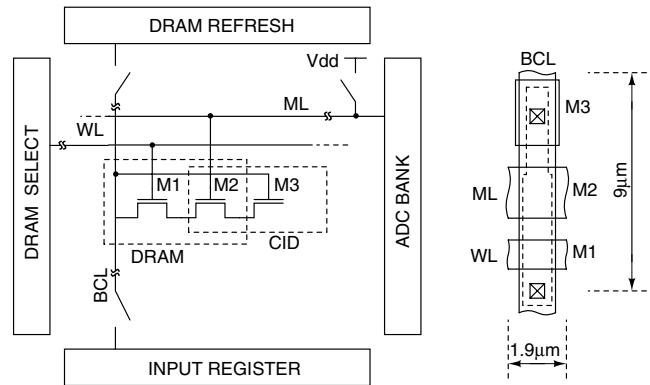 DRAM REFRESH
Vdd
ML
WL
DRAM SELECT
M1
M2
M3
DRAM
CID
BCL
ADC BANK
INPUT REGISTER
BCL
M3
ML
M2
WL
M1
9μm
1.9μm